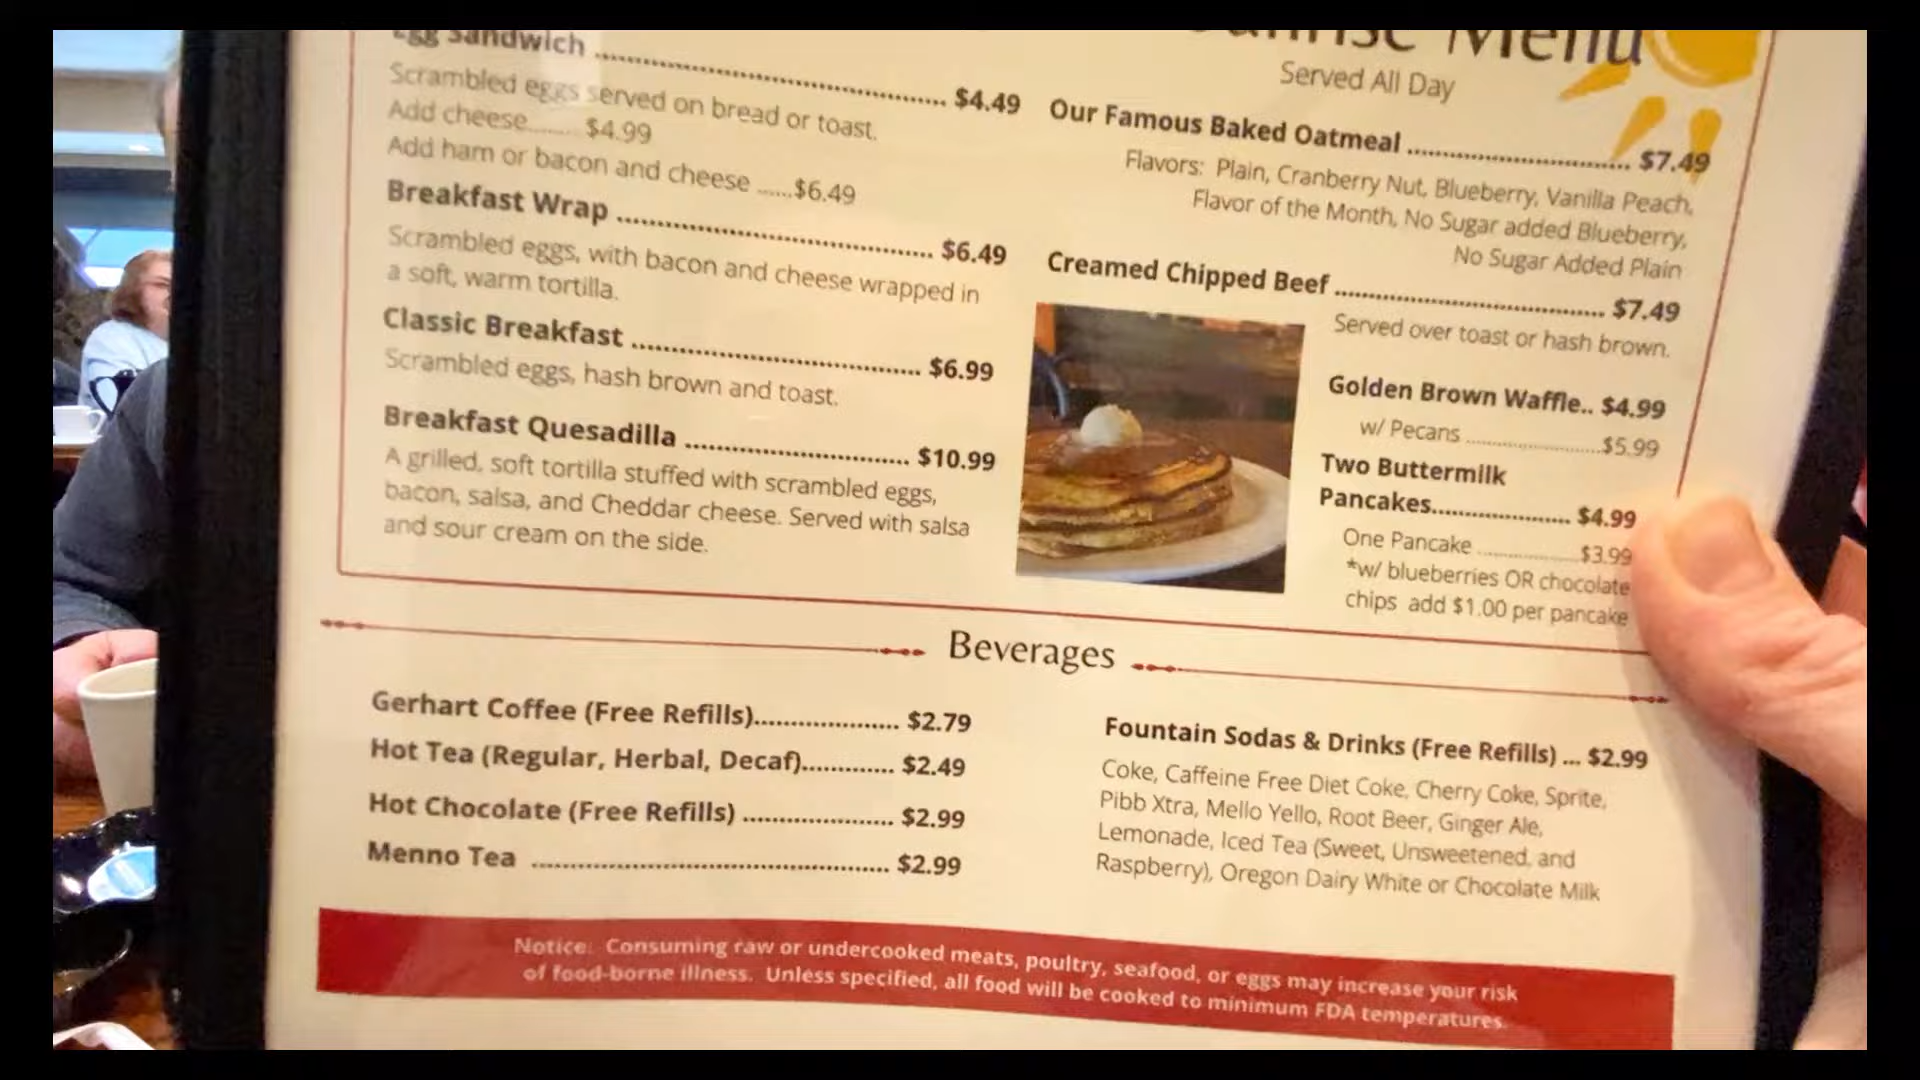 Egg Sandwich ........ $4.49
Scrambled eggs served on bread or toast.
Add cheese........ $4.99
Add ham or bacon and cheese ......$6.49
Breakfast Wrap ........ $6.49
Scrambled eggs, with bacon and cheese wrapped in
a soft, warm tortilla.
Classic Breakfast ........ $6.99
Scrambled eggs, hash brown and toast.
Breakfast Quesadilla ........ $10.99
A grilled, soft tortilla stuffed with scrambled eggs,
bacon, salsa, and Cheddar cheese. Served with salsa
and sour cream on the side.
Menu
Served All Day
Our Famous Baked Oatmeal ........ $7.49
Flavors: Plain, Cranberry Nut, Blueberry, Vanilla Peach,
Flavor of the Month, No Sugar added Blueberry,
No Sugar Added Plain
Creamed Chipped Beef ........ $7.49
Served over toast or hash brown.
Golden Brown Waffle.. $4.99
w/ Pecans ........$5.99
Two Buttermilk
Pancakes........ $4.99
One Pancake ........$3.99
*w/ blueberries OR chocolate
chips add $1.00 per pancake
Beverages
Gerhart Coffee (Free Refills)........ $2.79
Hot Tea (Regular, Herbal, Decaf)........ $2.49
Hot Chocolate (Free Refills) ........ $2.99
Menno Tea ........ $2.99
Fountain Sodas & Drinks (Free Refills) ... $2.99
Coke, Caffeine Free Diet Coke, Cherry Coke, Sprite,
Pibb Xtra, Mello Yello, Root Beer, Ginger Ale,
Lemonade, Iced Tea (Sweet, Unsweetened, and
Raspberry), Oregon Dairy White or Chocolate Milk
Notice: Consuming raw or undercooked meats, poultry, seafood, or eggs may increase your risk
of food-borne illness. Unless specified, all food will be cooked to minimum FDA temperatures.